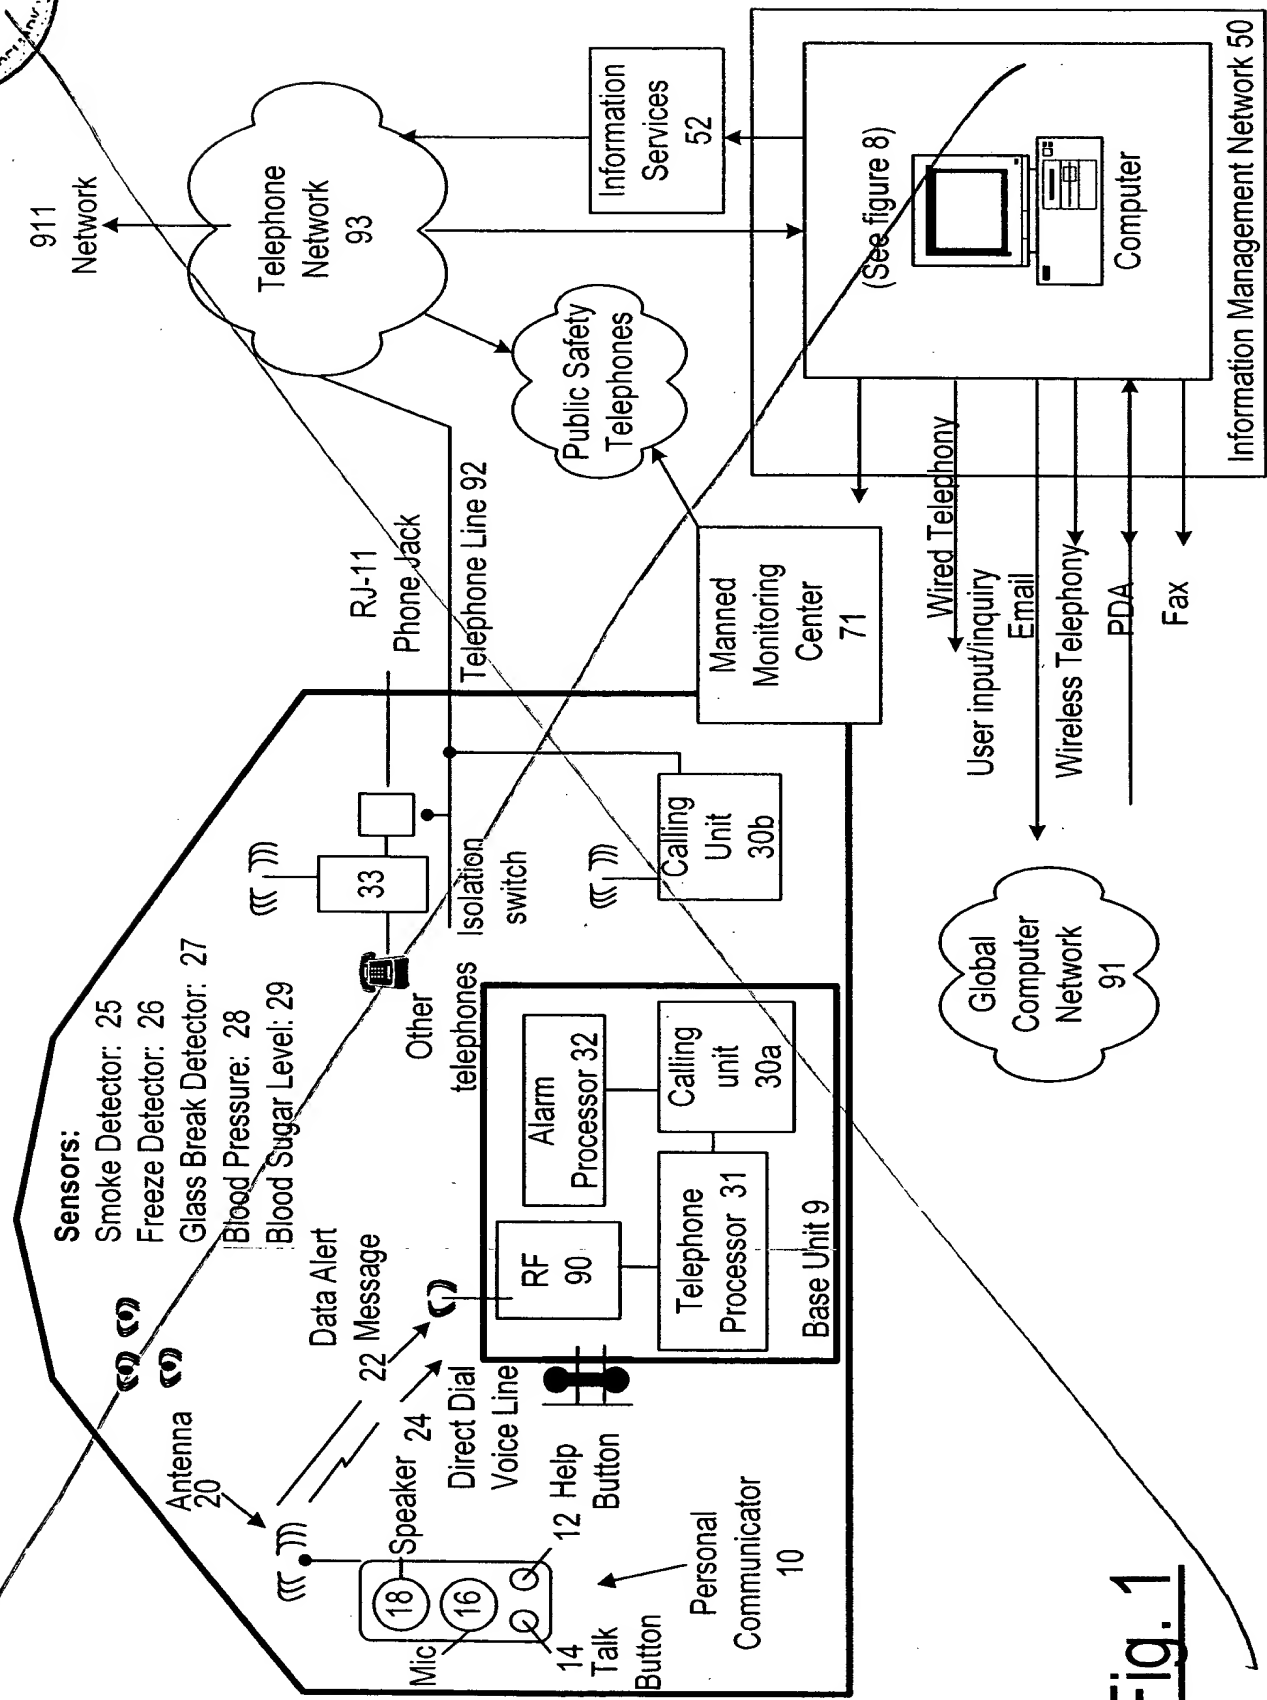 Sensors:
Smoke Detector: 25
Freeze Detector: 26
Glass Break Detector: 27
Blood Pressure: 28
Blood Sugar Level: 29
Antenna
20
Data Alert
Message
22
Speaker 24
Direct Dial
Voice Line
18
16
Mic
14
Talk
Button
12 Help
Button
Personal
Communicator
10
RF
90
Alarm
Processor 32
Telephone
Processor 31
Calling
unit
30a
Base Unit 9
Other
telephones
33
Isolation
switch
Calling
Unit
30b
RJ-11
Phone Jack
Telephone Line 92
911
Network
Telephone
Network
93
Public Safety
Telephones
Information
Services
52
Manned
Monitoring
Center
71
(See figure 8)
Computer
Information Management Network 50
Wired Telephony
User input/inquiry
Email
Wireless Telephony
PDA
Fax
Global
Computer
Network
91
Fig. 1